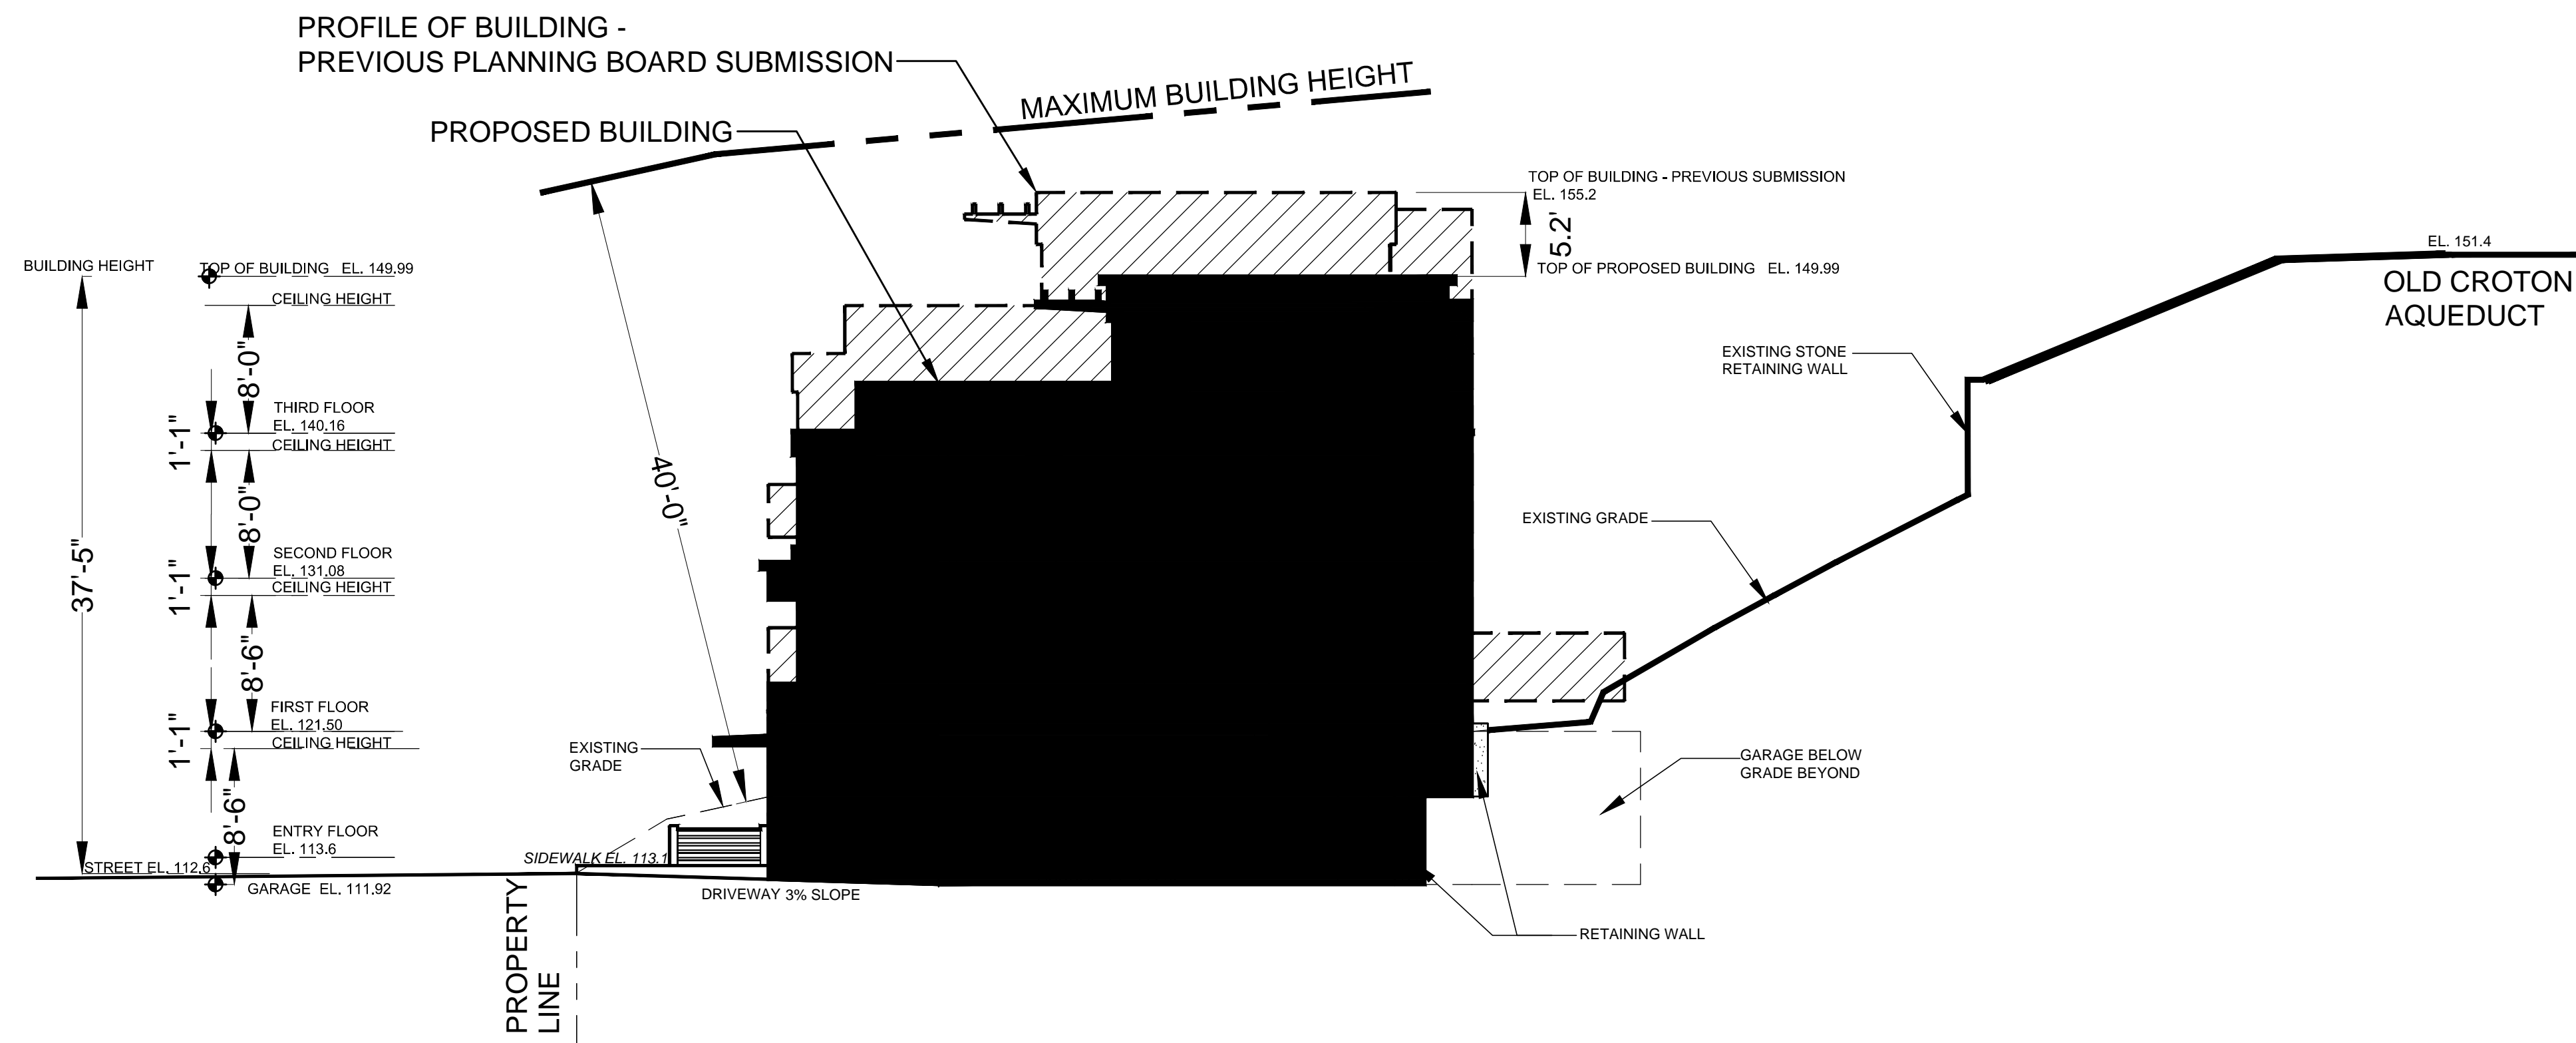 PROFILE OF BUILDING -
PREVIOUS PLANNING BOARD SUBMISSION
MAXIMUM BUILDING HEIGHT
PROPOSED BUILDING
TOP OF BUILDING - PREVIOUS SUBMISSION
EL. 155.2
5.2'
TOP OF PROPOSED BUILDING EL. 149.99
EL. 151.4
OLD CROTON
AQUEDUCT
BUILDING HEIGHT
TOP OF BUILDING EL. 149.99
CEILING HEIGHT
8'-0"
THIRD FLOOR
EL. 140.16
CEILING HEIGHT
1'-1"
8'-0"
SECOND FLOOR
EL. 131.08
CEILING HEIGHT
1'-1"
37'-5"
8'-6"
FIRST FLOOR
EL. 121.50
CEILING HEIGHT
1'-1"
8'-6"
ENTRY FLOOR
EL. 113.6
STREET EL. 112.6
GARAGE EL. 111.92
40'-0"
EXISTING
GRADE
SIDEWALK EL. 113.1
DRIVEWAY 3% SLOPE
PROPERTY
LINE
EXISTING STONE
RETAINING WALL
EXISTING GRADE
GARAGE BELOW
GRADE BEYOND
RETAINING WALL